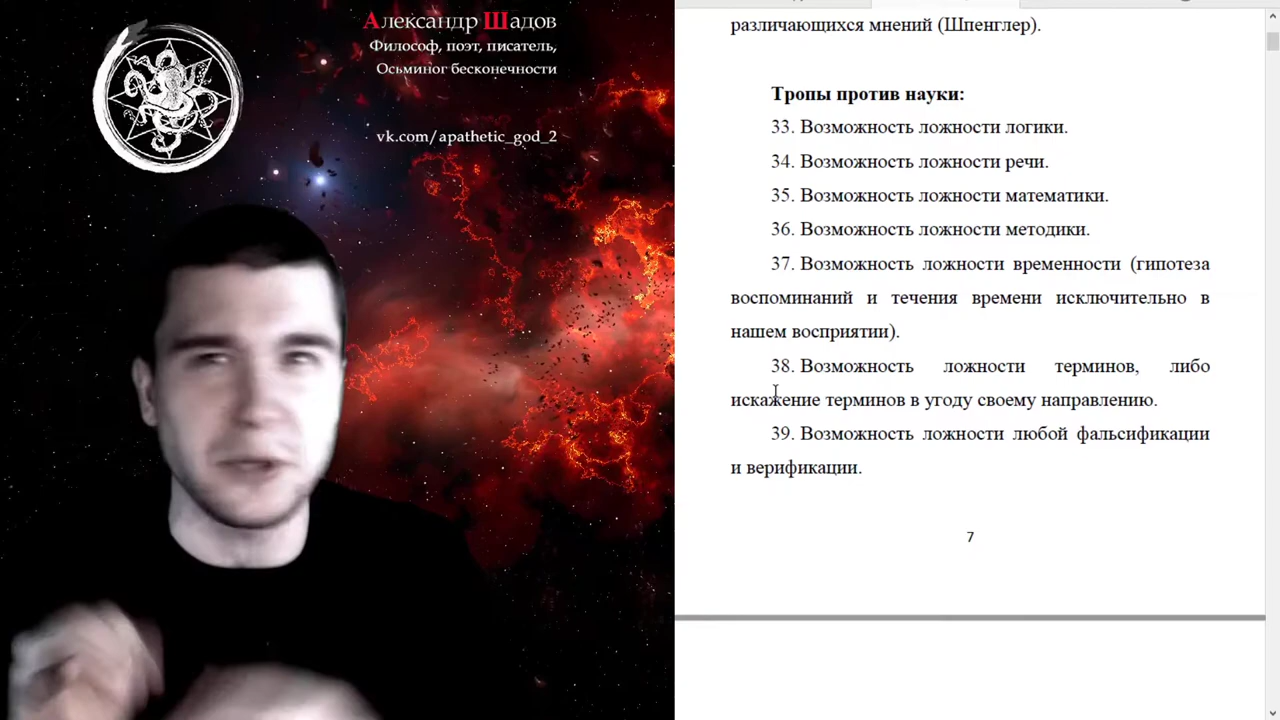 Александр Шадов
Философ, поэт, писатель,
Осьминог бесконечности
vk.com/apathetic_god_2
различающихся мнений (Шпенглер).
Тропы против науки:
33. Возможность ложности логики.
34. Возможность ложности речи.
35. Возможность ложности математики.
36. Возможность ложности методики.
37. Возможность ложности временности (гипотеза
воспоминаний и течения времени исключительно в
нашем восприятии).
38. Возможность ложности терминов, либо
искажение терминов в угоду своему направлению.
39. Возможность ложности любой фальсификации
и верификации.
7